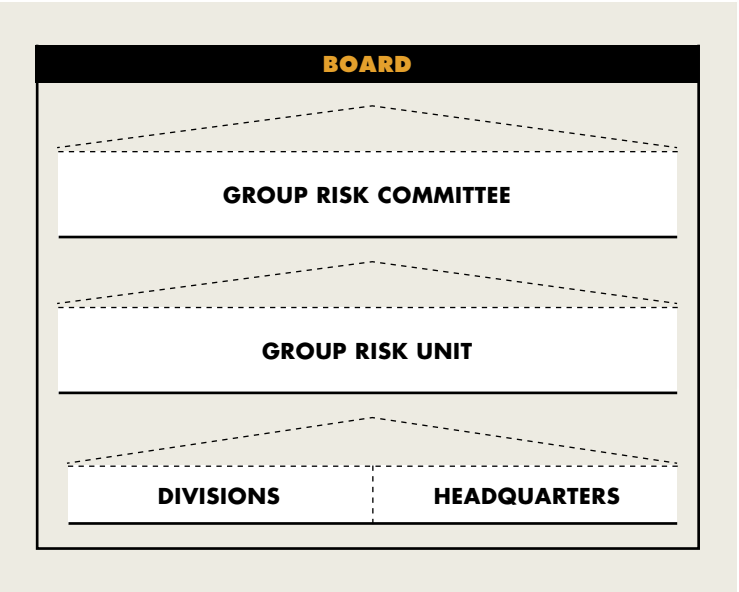 BOARD
GROUP RISK COMMITTEE
GROUP RISK UNIT
DIVISIONS
HEADQUARTERS